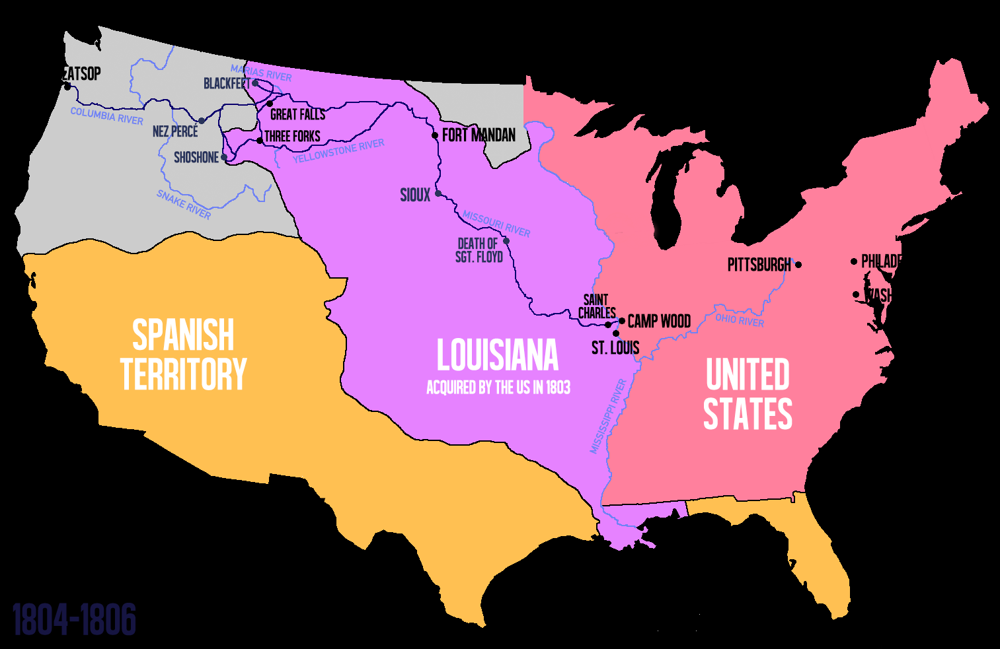 EATSOP
COLUMBIA RIVER
MARIAS RIVER
BLACKFEET
GREAT FALLS
NEZ PERCÉ
THREE FORKS
SHOSHONE
YELLOWSTONE RIVER
SNAKE RIVER
FORT MANDAN
SIOUX
MISSOURI RIVER
DEATH OF
SGT. FLOYD
PITTSBURGH
PHILADE
WASH
SAINT
CHARLES
CAMP WOOD
ST. LOUIS
OHIO RIVER
SPANISH
TERRITORY
LOUISIANA
ACQUIRED BY THE US IN 1803
UNITED
STATES
MISSISSIPPI RIVER
1804-1806